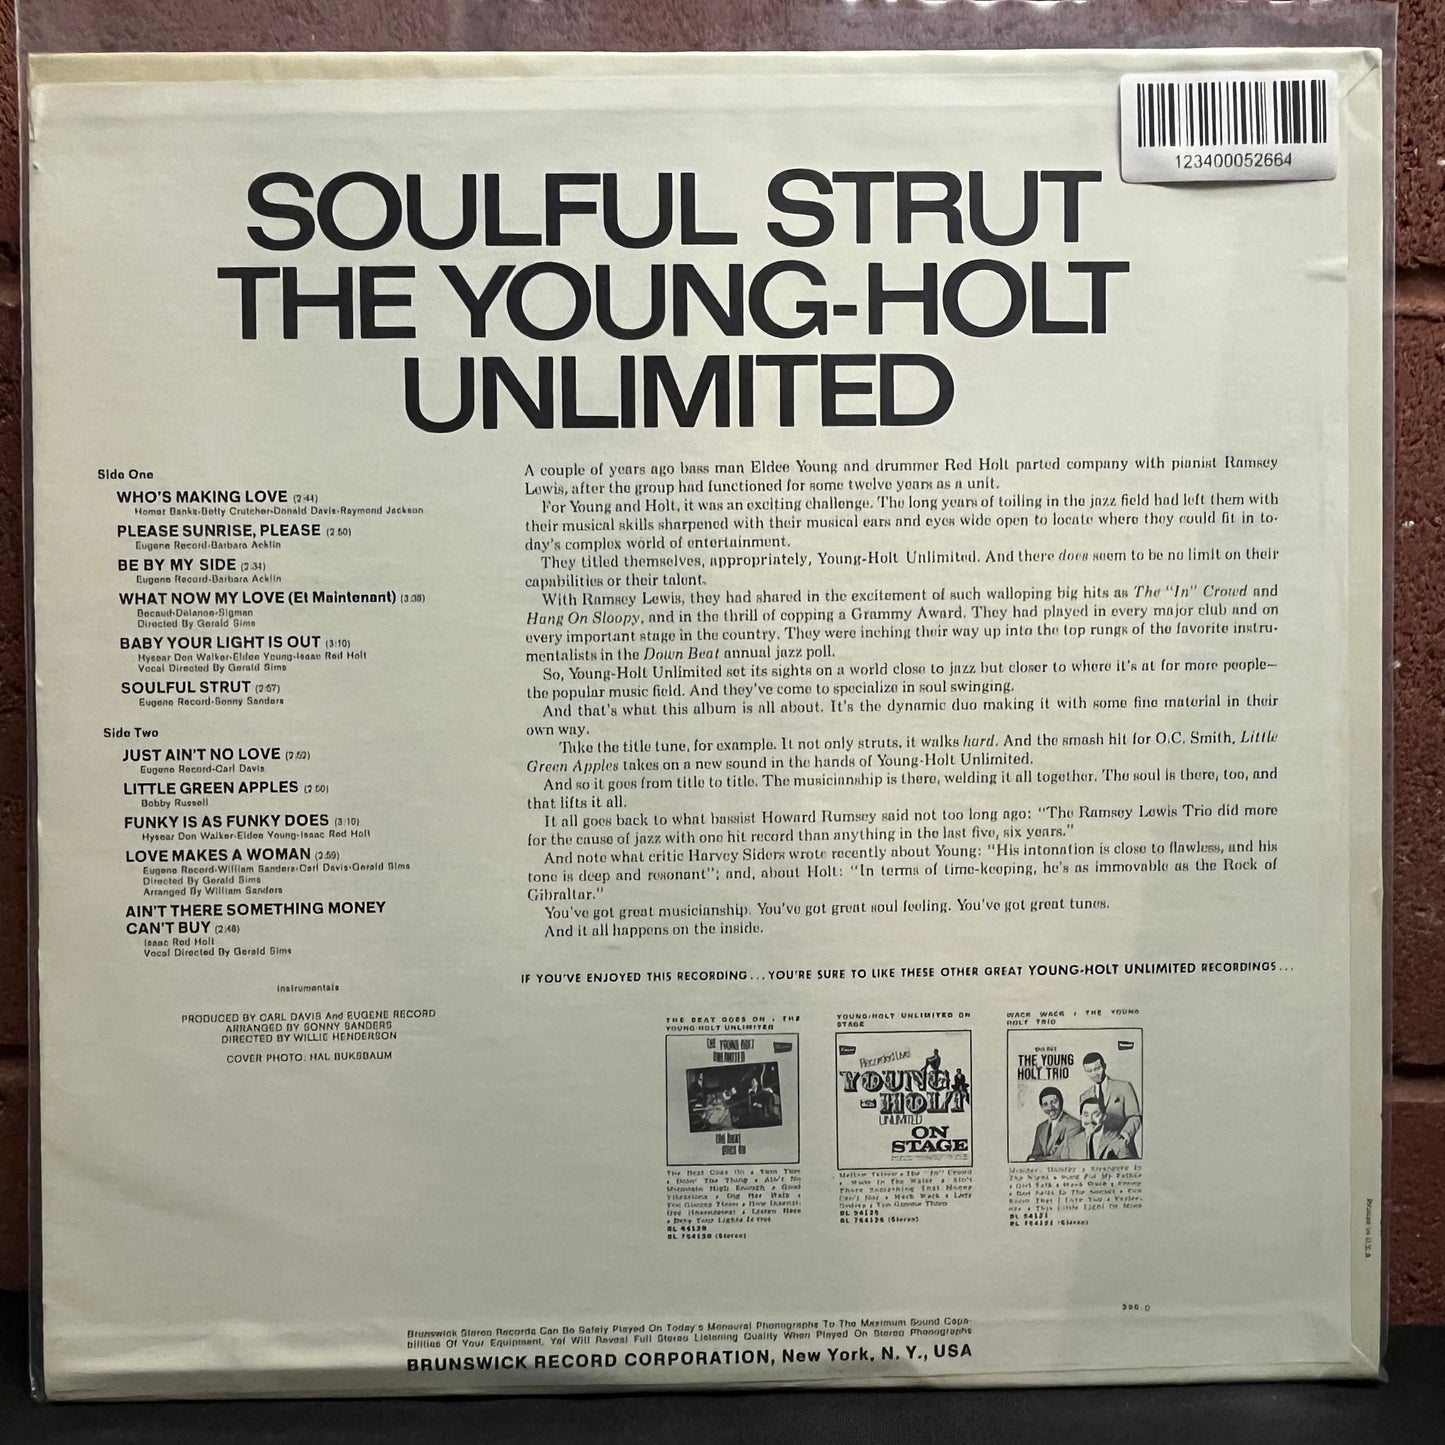 123400052664
SOULFUL STRUT
THE YOUNG-HOLT
UNLIMITED
Side One
WHO'S MAKING LOVE (2:44)
Homer Banks-Betty Crutcher-Donald Davis-Raymond Jackson
PLEASE SUNRISE, PLEASE (2:50)
Eugene Record-Barbara Acklin
BE BY MY SIDE (2:34)
Eugene Record-Barbara Acklin
WHAT NOW MY LOVE (Et Maintenant) (3:38)
Becaud-Delanoe-Sigman
Directed By Gerald Sims
BABY YOUR LIGHT IS OUT (3:10)
Hysear Don Walker-Eldee Young-Isaac Red Holt
Vocal Directed By Gerald Sims
SOULFUL STRUT (2:57)
Eugene Record-Sonny Sanders
Side Two
JUST AIN'T NO LOVE (2:52)
Eugene Record-Carl Davis
LITTLE GREEN APPLES (2:50)
Bobby Russell
FUNKY IS AS FUNKY DOES (3:10)
Hysear Don Walker-Eldee Young-Isaac Red Holt
LOVE MAKES A WOMAN (2:59)
Eugene Record-William Sanders-Carl Davis-Gerald Sims
Directed By Gerald Sims
Arranged By William Sanders
AIN'T THERE SOMETHING MONEY
CAN'T BUY (2:48)
Isaac Red Holt
Vocal Directed By Gerald Sims
Instrumentals
PRODUCED BY CARL DAVIS And EUGENE RECORD
ARRANGED BY SONNY SANDERS
DIRECTED BY WILLIE HENDERSON
COVER PHOTO: HAL BUKSBAUM
A couple of years ago bass man Eldee Young and drummer Red Holt parted company with pianist Ramsey
Lewis, after the group had functioned for some twelve years as a unit.
For Young and Holt, it was an exciting challenge. The long years of toiling in the jazz field had left them with
their musical skills sharpened with their musical ears and eyes wide open to locate where they could fit in to-
day's complex world of entertainment.
They titled themselves, appropriately, Young-Holt Unlimited. And there does seem to be no limit on their
capabilities or their talent.
With Ramsey Lewis, they had shared in the excitement of such walloping big hits as The "In" Crowd and
Hang On Sloopy, and in the thrill of copping a Grammy Award. They had played in every major club and on
every important stage in the country. They were inching their way up into the top rungs of the favorite instru-
mentalists in the Down Beat annual jazz poll.
So, Young-Holt Unlimited set its sights on a world close to jazz but closer to where it's at for more people—
the popular music field. And they've come to specialize in soul swinging.
And that's what this album is all about. It's the dynamic duo making it with some fine material in their
own way.
Take the title tune, for example. It not only struts, it walks hard. And the smash hit for O.C. Smith, Little
Green Apples takes on a new sound in the hands of Young-Holt Unlimited.
And so it goes from title to title. The musicianship is there, welding it all together. The soul is there, too, and
that lifts it all.
It all goes back to what bassist Howard Rumsey said not too long ago: "The Ramsey Lewis Trio did more
for the cause of jazz with one hit record than anything in the last five, six years."
And note what critic Harvey Siders wrote recently about Young: "His intonation is close to flawless, and his
tone is deep and resonant"; and, about Holt: "In terms of time-keeping, he's as immovable as the Rock of
Gibraltar."
You've got great musicianship. You've got great soul feeling. You've got great tunes.
And it all happens on the inside.
IF YOU'VE ENJOYED THIS RECORDING...YOU'RE SURE TO LIKE THESE OTHER GREAT YOUNG-HOLT UNLIMITED RECORDINGS...
THE BEAT GOES ON • THE
YOUNG HOLT UNLIMITED
THE YOUNG HOLT
UNLIMITED
the beat
goes on
BL 754138 (Stereo)
YOUNG-HOLT UNLIMITED ON
STAGE
Recorded Live!
YOUNG
-HOLT
UNLIMITED
ON
STAGE
(Stereo)
WACK WACK • THE YOUNG
HOLT TRIO
THE YOUNG
HOLT TRIO
(Stereo)
Brunswick Stereo Records Can Be Safely Played On Today's Monaural Phonographs To The Maximum Sound Capa-
bilities Of Your Equipment, Yet Will Reveal Full Stereo Listening Quality When Played On Stereo Phonographs
BRUNSWICK RECORD CORPORATION, New York, N. Y., USA